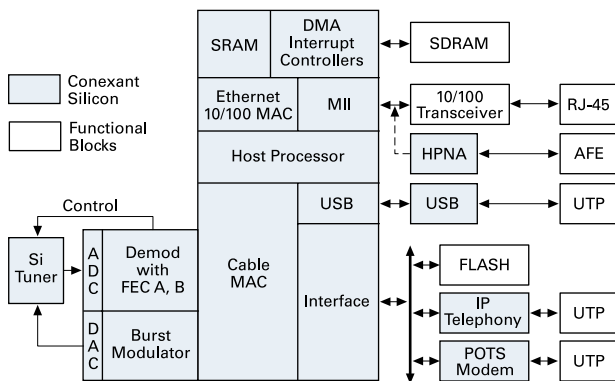 Conexant
Silicon
Functional
Blocks
SRAM
DMA
Interrupt
Controllers
SDRAM
Ethernet
10/100 MAC
MII
10/100
Transceiver
RJ-45
Host Processor
HPNA
AFE
USB
USB
UTP
Control
Si
Tuner
A
D
C
Demod
with
FEC A, B
Cable
MAC
Interface
FLASH
IP
Telephony
UTP
D
A
C
Burst
Modulator
POTS
Modem
UTP